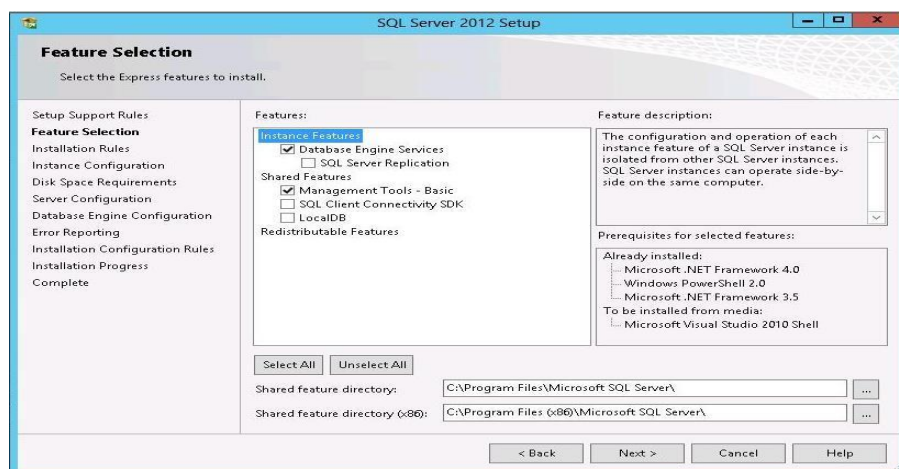 SQL Server 2012 Setup
Feature Selection
Select the Express features to install.
Setup Support Rules
Feature Selection
Installation Rules
Instance Configuration
Disk Space Requirements
Server Configuration
Database Engine Configuration
Error Reporting
Installation Configuration Rules
Installation Progress
Complete
Features:
Instance Features
Database Engine Services
SQL Server Replication
Shared Features
Management Tools - Basic
SQL Client Connectivity SDK
LocalDB
Redistributable Features
Feature description:
The configuration and operation of each
instance feature of a SQL Server instance is
isolated from other SQL Server instances.
SQL Server instances can operate side-by-
side on the same computer.
Prerequisites for selected features:
Already installed:
Microsoft .NET Framework 4.0
Windows PowerShell 2.0
Microsoft .NET Framework 3.5
To be installed from media:
Microsoft Visual Studio 2010 Shell
Select All Unselect All
Shared feature directory: C:\Program Files\Microsoft SQL Server\ ...
Shared feature directory (x86): C:\Program Files (x86)\Microsoft SQL Server\ ...
< Back Next > Cancel Help